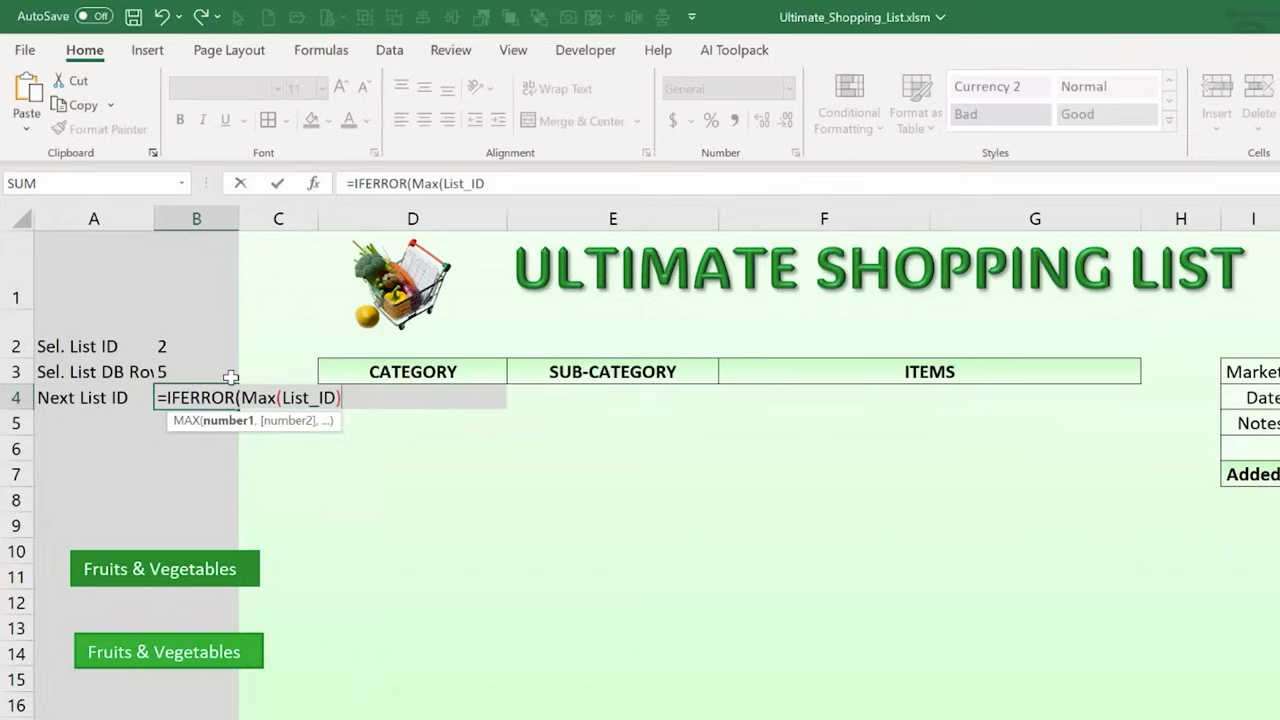 AutoSave Off Ultimate_Shopping_List.xlsm
File Home Insert Page Layout Formulas Data Review View Developer Help AI Toolpack
Cut
Copy
Format Painter
Paste
11 A A
B I U A
Wrap Text
Merge & Center
General
$ % 9
Conditional Formatting
Format as Table
Currency 2 Normal
Bad Good
Insert Delete
Clipboard Font Alignment Number Styles Cells
SUM fx =IFERROR(Max(List_ID
A B C D E F G H I
1 ULTIMATE SHOPPING LIST
2 Sel. List ID 2
3 Sel. List DB Rov 5 CATEGORY SUB-CATEGORY ITEMS Market
4 Next List ID =IFERROR(Max(List_ID) Date
MAX(number1, [number2], ...)
5 Notes
6
7 Added
8
9
10
Fruits & Vegetables
11
12
13
Fruits & Vegetables
14
15
16